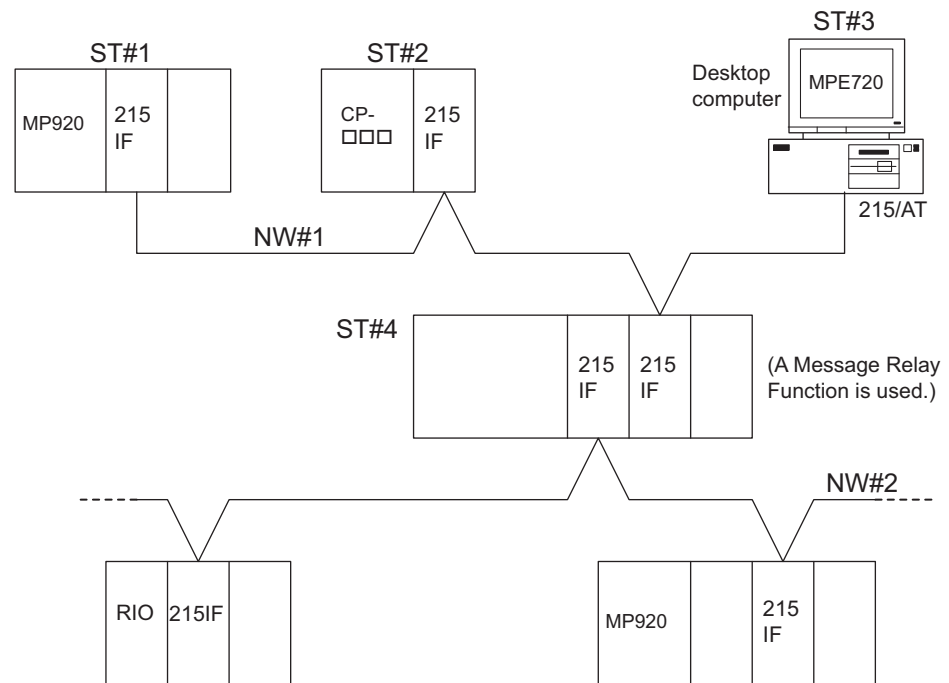 ST#1
ST#2
ST#3
MP920
215
IF
CP-
□□□
215
IF
Desktop
computer
MPE720
215/AT
NW#1
ST#4
215
IF
215
IF
(A Message Relay
Function is used.)
NW#2
RIO
215IF
MP920
215
IF